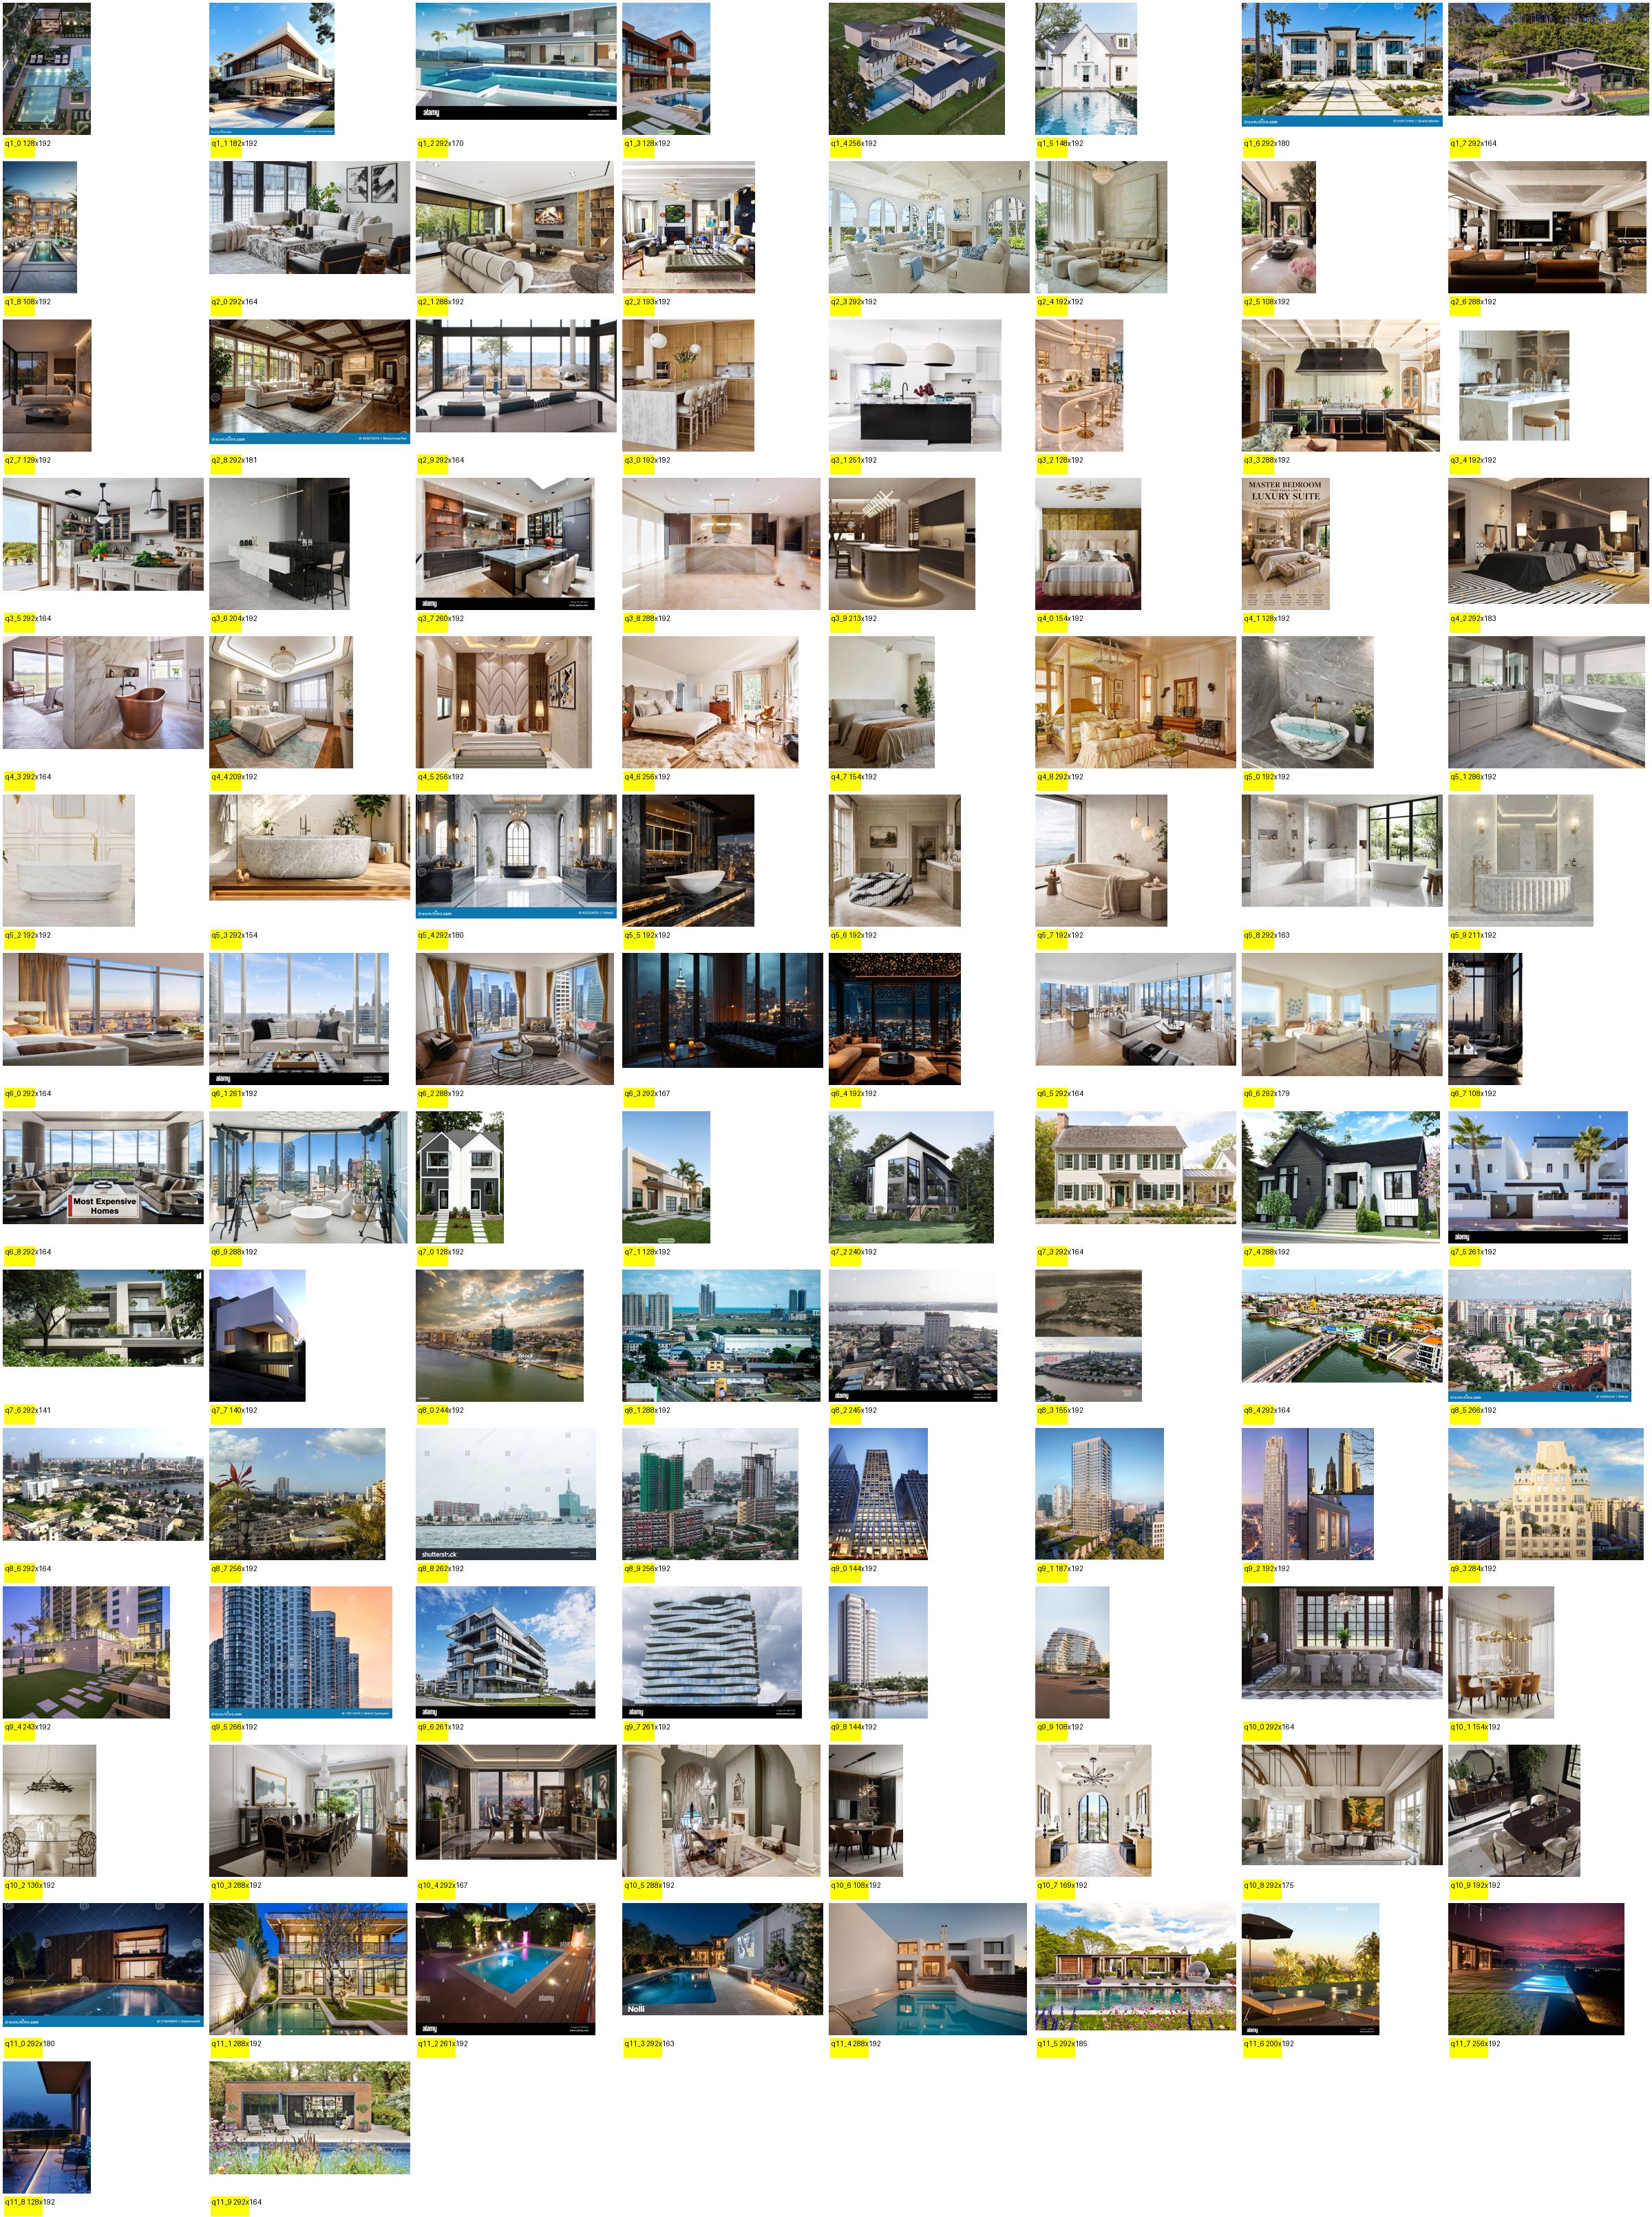 q1_0 128x192 q1_1 182x192 q1_2 292x170 q1_3 128x192 q1_4 256x192 q1_5 148x192 q1_6 292x180 q1_7 292x164
q1_8 108x192 q2_0 292x164 q2_1 288x192 q2_2 193x192 q2_3 292x192 q2_4 192x192 q2_5 108x192 q2_6 288x192
q2_7 129x192 q2_8 292x181 q2_9 292x164 q3_0 192x192 q3_1 251x192 q3_2 128x192 q3_3 288x192 q3_4 192x192
MASTER BEDROOM
LUXURY SUITE
alamy
q3_5 292x164 q3_6 204x192 q3_7 260x192 q3_8 288x192 q3_9 213x192 q4_0 154x192 q4_1 128x192 q4_2 292x183
q4_3 292x164 q4_4 209x192 q4_5 256x192 q4_6 256x192 q4_7 154x192 q4_8 292x192 q5_0 192x192 q5_1 286x192
q5_2 192x192 q5_3 292x154 q5_4 292x180 q5_5 192x192 q5_6 192x192 q5_7 192x192 q5_8 292x163 q5_9 211x192
alamy
q6_0 292x164 q6_1 261x192 q6_2 288x192 q6_3 292x167 q6_4 192x192 q6_5 292x164 q6_6 292x179 q6_7 108x192
Most Expensive
Homes
alamy
q6_8 292x164 q6_9 288x192 q7_0 128x192 q7_1 128x192 q7_2 240x192 q7_3 292x164 q7_4 288x192 q7_5 261x192
alamy
q7_6 292x141 q7_7 140x192 q8_0 244x192 q8_1 288x192 q8_2 245x192 q8_3 155x192 q8_4 292x164 q8_5 266x192
shutterstock
q8_6 292x164 q8_7 256x192 q8_8 262x192 q8_9 256x192 q9_0 144x192 q9_1 187x192 q9_2 192x192 q9_3 284x192
alamy alamy
q9_4 243x192 q9_5 266x192 q9_6 261x192 q9_7 261x192 q9_8 144x192 q9_9 108x192 q10_0 292x164 q10_1 154x192
q10_2 136x192 q10_3 288x192 q10_4 292x167 q10_5 288x192 q10_6 108x192 q10_7 169x192 q10_8 292x175 q10_9 192x192
Nolli
alamy alamy
q11_0 292x180 q11_1 288x192 q11_2 261x192 q11_3 292x163 q11_4 288x192 q11_5 292x185 q11_6 200x192 q11_7 256x192
q11_8 128x192 q11_9 292x164